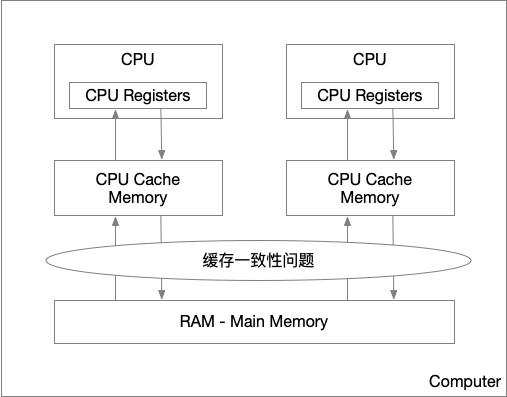 CPU
CPU
CPU Registers
CPU Registers
CPU Cache
Memory
CPU Cache
Memory
缓存一致性问题
RAM - Main Memory
Computer